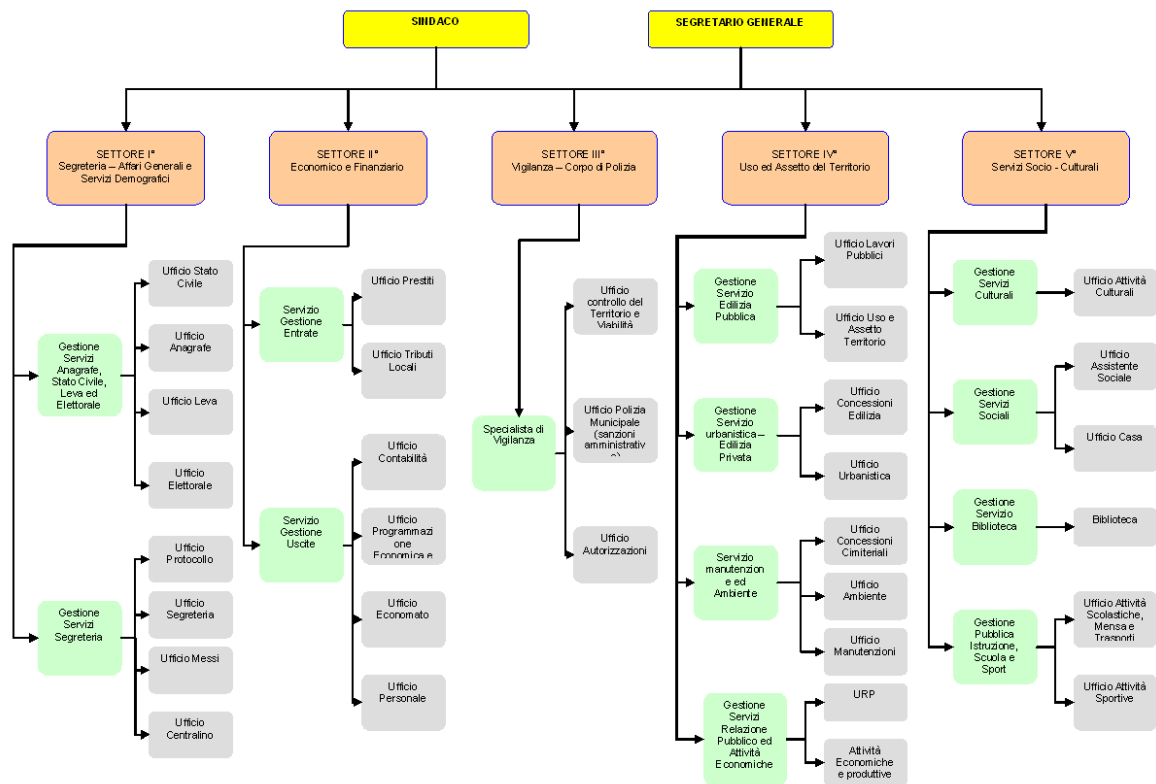 SINDACO
SEGRETARIO GENERALE
SETTORE I°
Segreteria – Affari Generali e
Servizi Demografici
SETTORE II°
Economico e Finanziario
SETTORE III°
Vigilanza – Corpo di Polizia
SETTORE IV°
Uso ed Assetto del Territorio
SETTORE V°
Servizi Socio - Culturali
Gestione
Servizi
Anagrafe,
Stato Civile,
Leva ed
Elettorale
Ufficio Stato
Civile
Ufficio
Anagrafe
Ufficio Leva
Ufficio
Elettorale
Gestione
Servizi
Segreteria
Ufficio
Protocollo
Ufficio
Segreteria
Ufficio Messi
Ufficio
Centralino
Servizio
Gestione
Entrate
Ufficio Prestiti
Ufficio Tributi
Locali
Servizio
Gestione
Uscite
Ufficio
Contabilità
Ufficio
Programmazi
one
Economica e
Ufficio
Economato
Ufficio
Personale
Specialista di
Vigilanza
Ufficio
controllo del
Territorio e
Viabilità
Ufficio Polizia
Municipale
(sanzioni
amministrativ
e)
Ufficio
Autorizzazioni
Gestione
Servizio
Edilizia
Pubblica
Ufficio Lavori
Pubblici
Ufficio Uso e
Assetto
Territorio
Gestione
Servizio
urbanistica –
Edilizia
Privata
Ufficio
Concessioni
Edilizia
Ufficio
Urbanistica
Servizio
manutenzion
e ed
Ambiente
Ufficio
Concessioni
Cimiteriali
Ufficio
Ambiente
Ufficio
Manutenzioni
Gestione
Servizi
Relazione
Pubblico ed
Attività
Economiche
URP
Attività
Economiche
e produttive
Gestione
Servizi
Culturali
Ufficio Attività
Culturali
Gestione
Servizi
Sociali
Ufficio
Assistente
Sociale
Ufficio Casa
Gestione
Servizio
Biblioteca
Biblioteca
Gestione
Pubblica
Istruzione,
Scuola e
Sport
Ufficio Attività
Scolastiche,
Mensa e
Trasporti
Ufficio Attività
Sportive